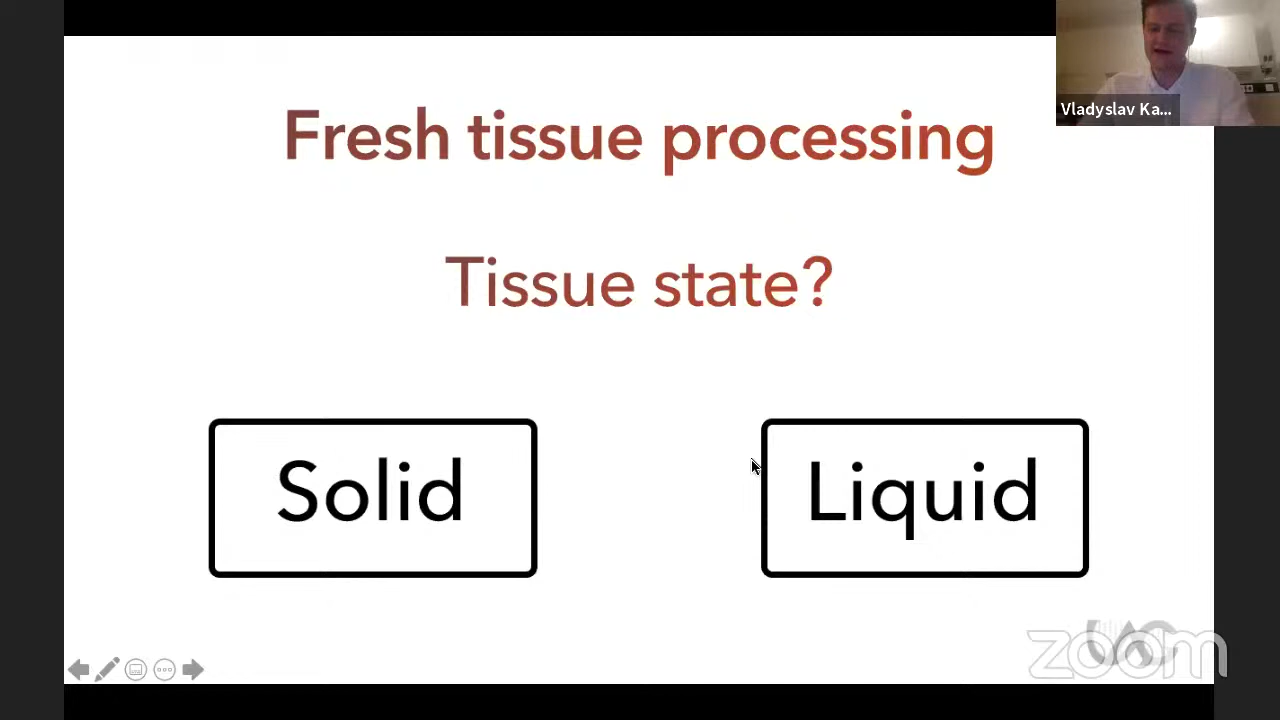 Vladyslav Ka...
Fresh tissue processing
Tissue state?
Solid
Liquid
zoom